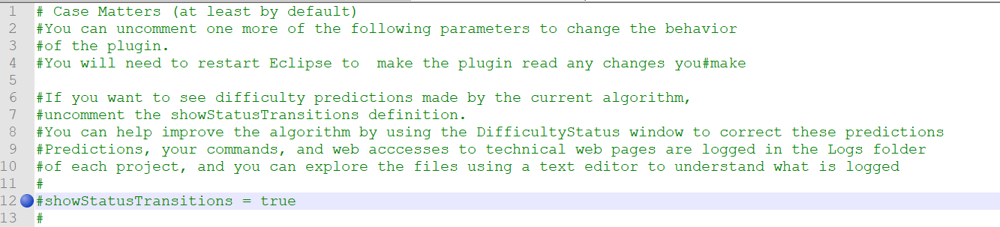 1 # Case Matters (at least by default)
2 #You can uncomment one more of the following parameters to change the behavior
3 #of the plugin.
4 #You will need to restart Eclipse to  make the plugin read any changes you#make
5
6 #If you want to see difficulty predictions made by the current algorithm,
7 #uncomment the showStatusTransitions definition.
8 #You can help improve the algorithm by using the DifficultyStatus window to correct these predictions
9 #Predictions, your commands, and web acccesses to technical web pages are logged in the Logs folder
10 #of each project, and you can explore the files using a text editor to understand what is logged
11 #
12 #showStatusTransitions = true
13 #